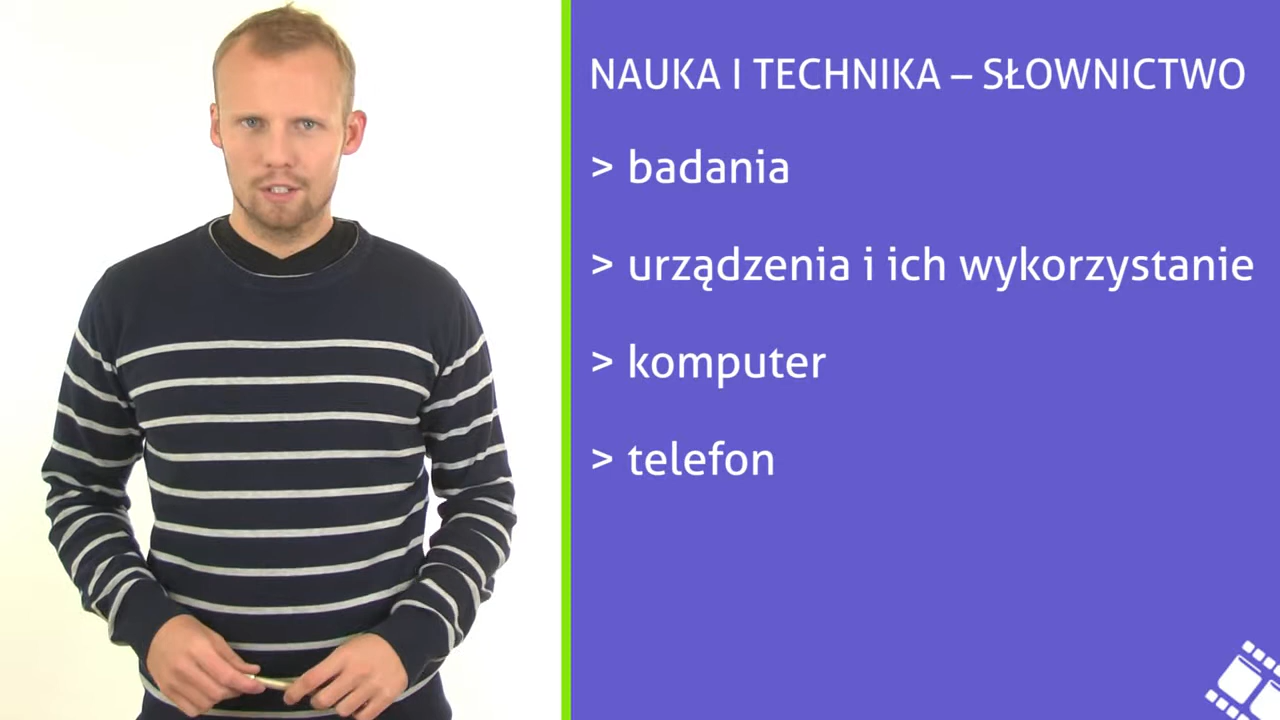 NAUKA I TECHNIKA – SŁOWNICTWO
> badania
> urządzenia i ich wykorzystanie
> komputer
> telefon